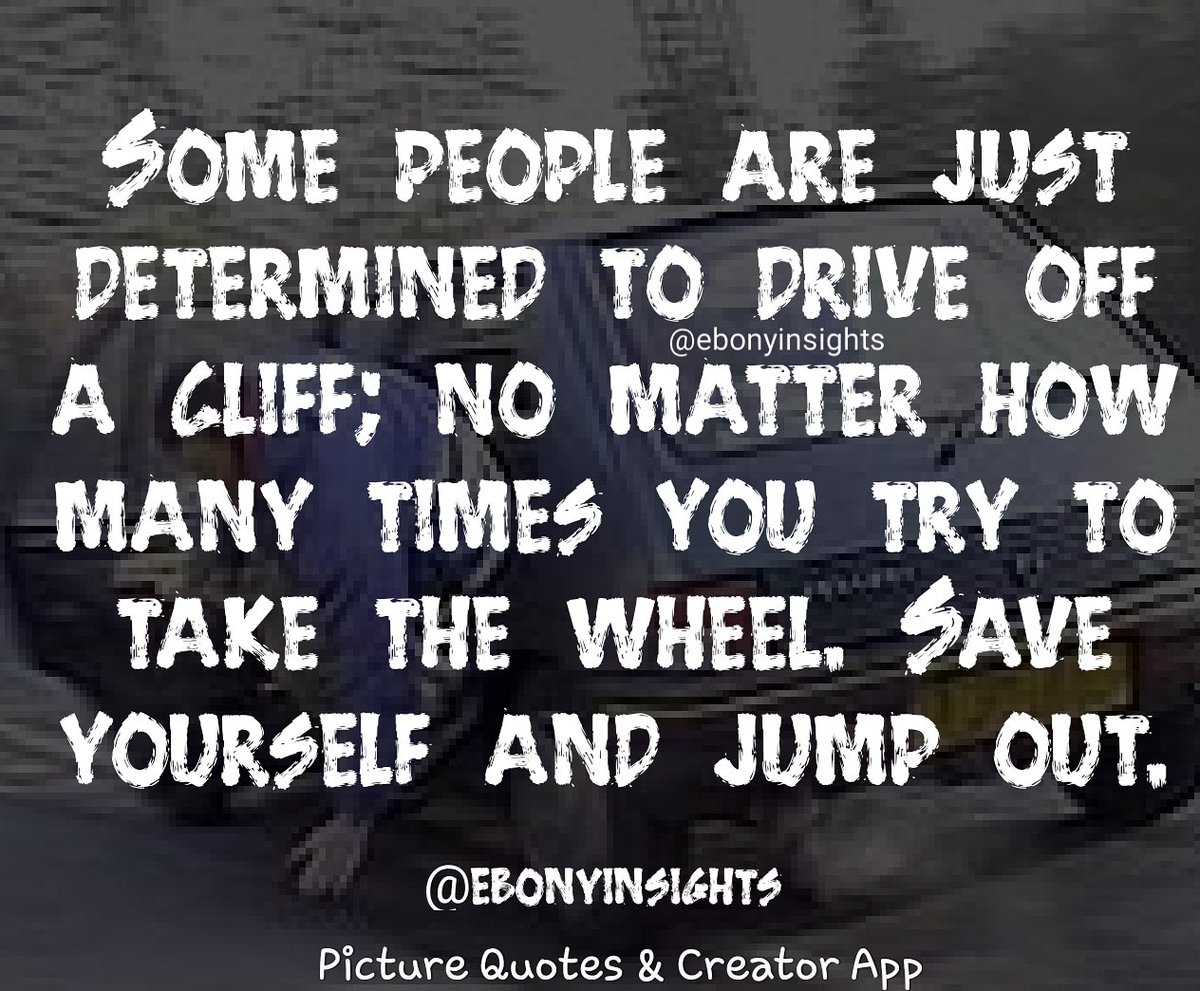 Some people are just
determined to drive off
@ebonyinsights
a cliff; no matter how
many times you try to
take the wheel. Save
yourself and jump out.
@ebonyinsights
Picture Quotes & Creator App